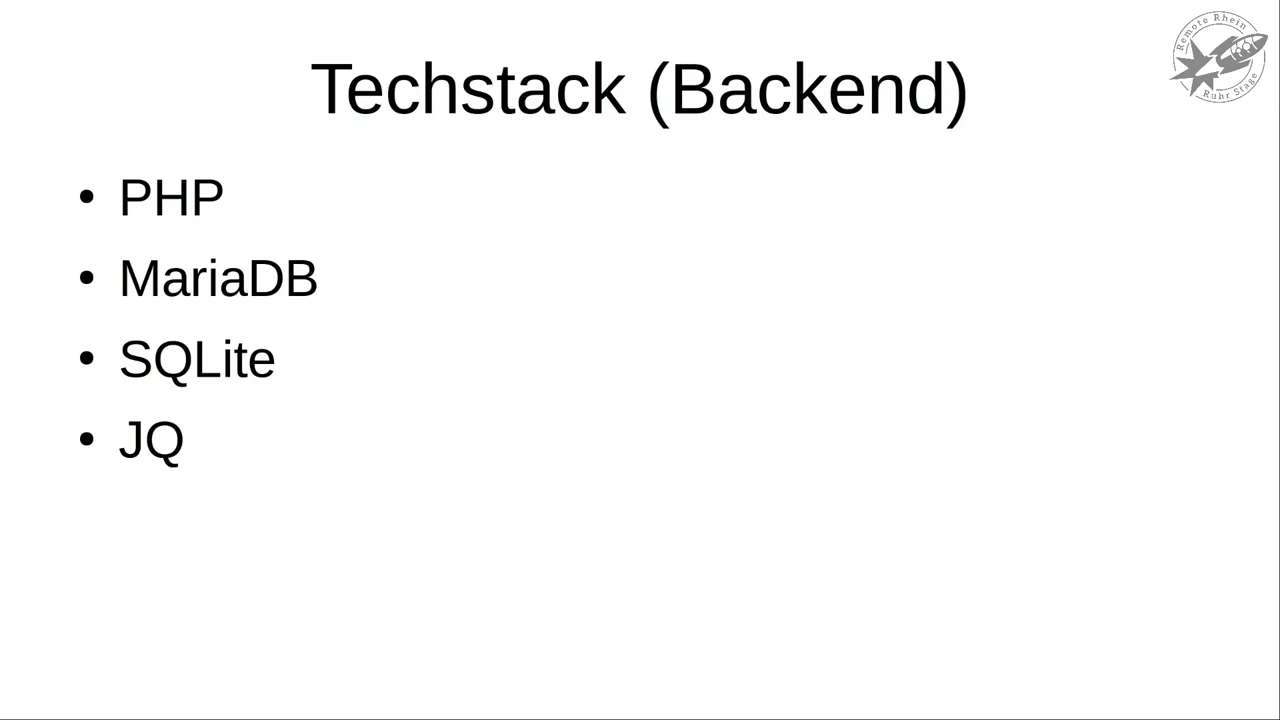 Remote Rhein
Ruhr Stage
Techstack (Backend)
• PHP
• MariaDB
• SQLite
• JQ